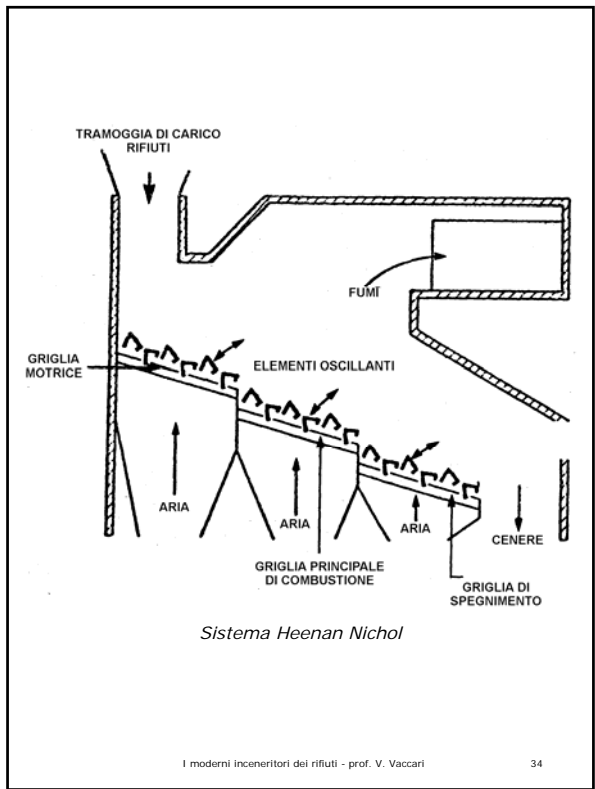 TRAMOGGIA DI CARICO
RIFIUTI
FUMI
GRIGLIA
MOTRICE
ELEMENTI OSCILLANTI
ARIA
ARIA
ARIA
CENERE
GRIGLIA PRINCIPALE
DI COMBUSTIONE
GRIGLIA DI
SPEGNIMENTO
Sistema Heenan Nichol
I moderni inceneritori dei rifiuti - prof. V. Vaccari 34